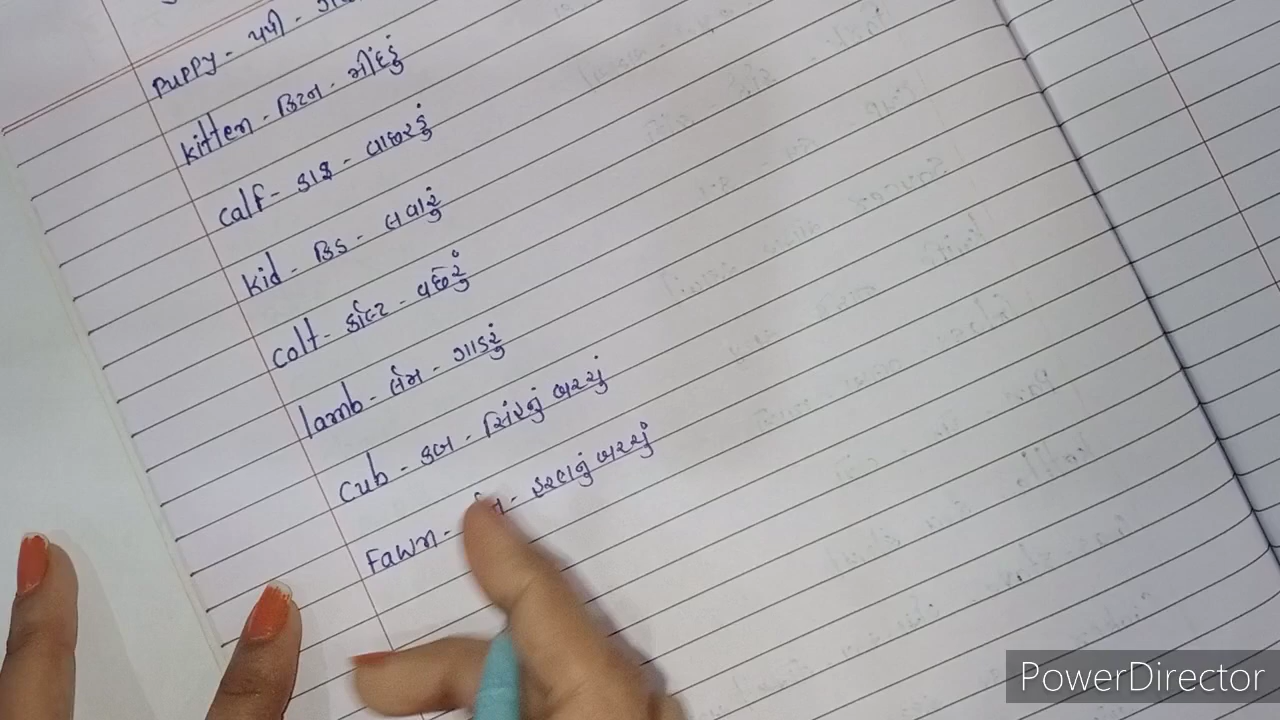 Puppy - પપી -
kitten - કિટન - મીંદડું
calf - કાફ - વાછરડું
kid - કિડ - લવારું
colt - કોલ્ટ - વછેરું
lamb - લેમ - ગાડરું
cub - કબ - સિંહનું બચ્ચું
Fawn - હરણનું બચ્ચું
PowerDirector